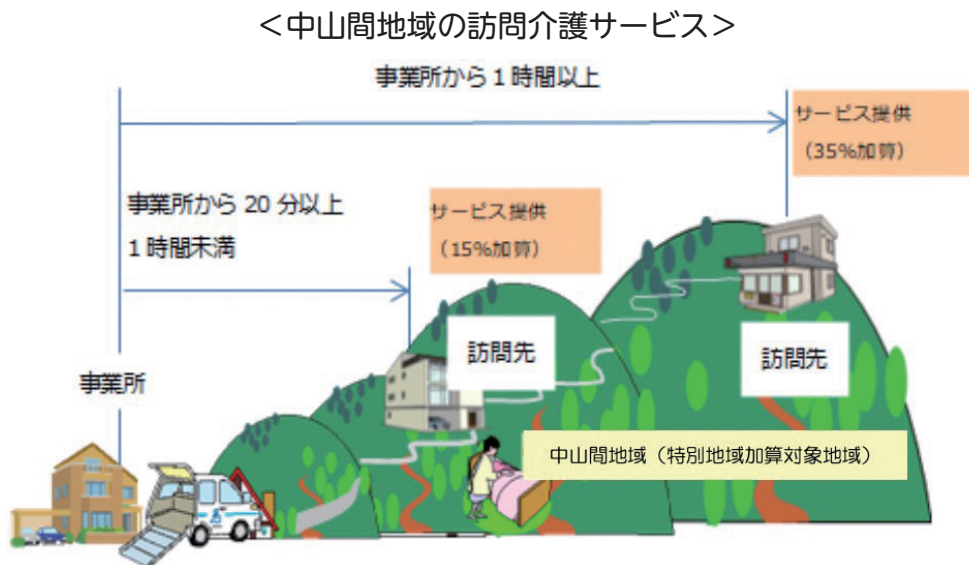 ＜中山間地域の訪問介護サービス＞
事業所から１時間以上
サービス提供
（35%加算）
事業所から 20 分以上
１時間未満
サービス提供
（15%加算）
訪問先
訪問先
事業所
中山間地域（特別地域加算対象地域）